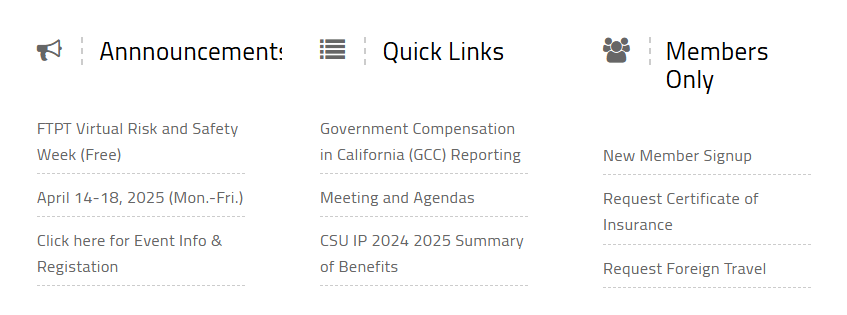 Annnouncements
FTPT Virtual Risk and Safety
Week (Free)
April 14-18, 2025 (Mon.-Fri.)
Click here for Event Info &
Registation
Quick Links
Government Compensation
in California (GCC) Reporting
Meeting and Agendas
CSU IP 2024 2025 Summary
of Benefits
Members
Only
New Member Signup
Request Certificate of
Insurance
Request Foreign Travel